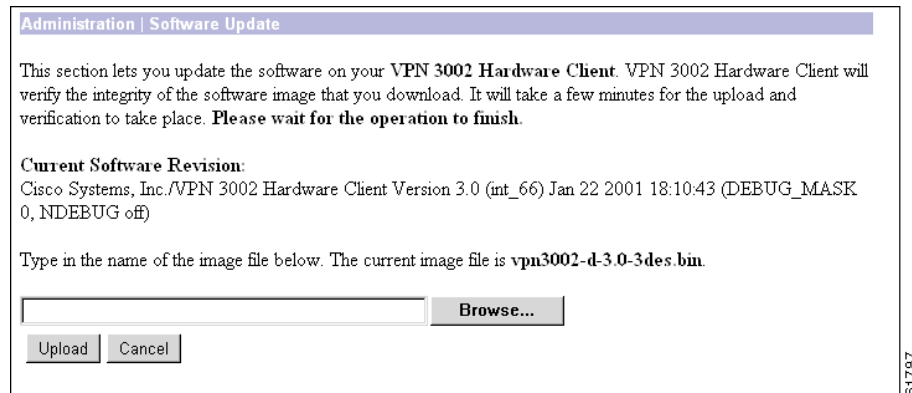 Administration | Software Update
This section lets you update the software on your VPN 3002 Hardware Client. VPN 3002 Hardware Client will
verify the integrity of the software image that you download. It will take a few minutes for the upload and
verification to take place. Please wait for the operation to finish.
Current Software Revision:
Cisco Systems, Inc./VPN 3002 Hardware Client Version 3.0 (int_66) Jan 22 2001 18:10:43 (DEBUG_MASK
0, NDEBUG off)
Type in the name of the image file below. The current image file is vpn3002-d-3.0-3des.bin.
Browse...
Upload Cancel
61797